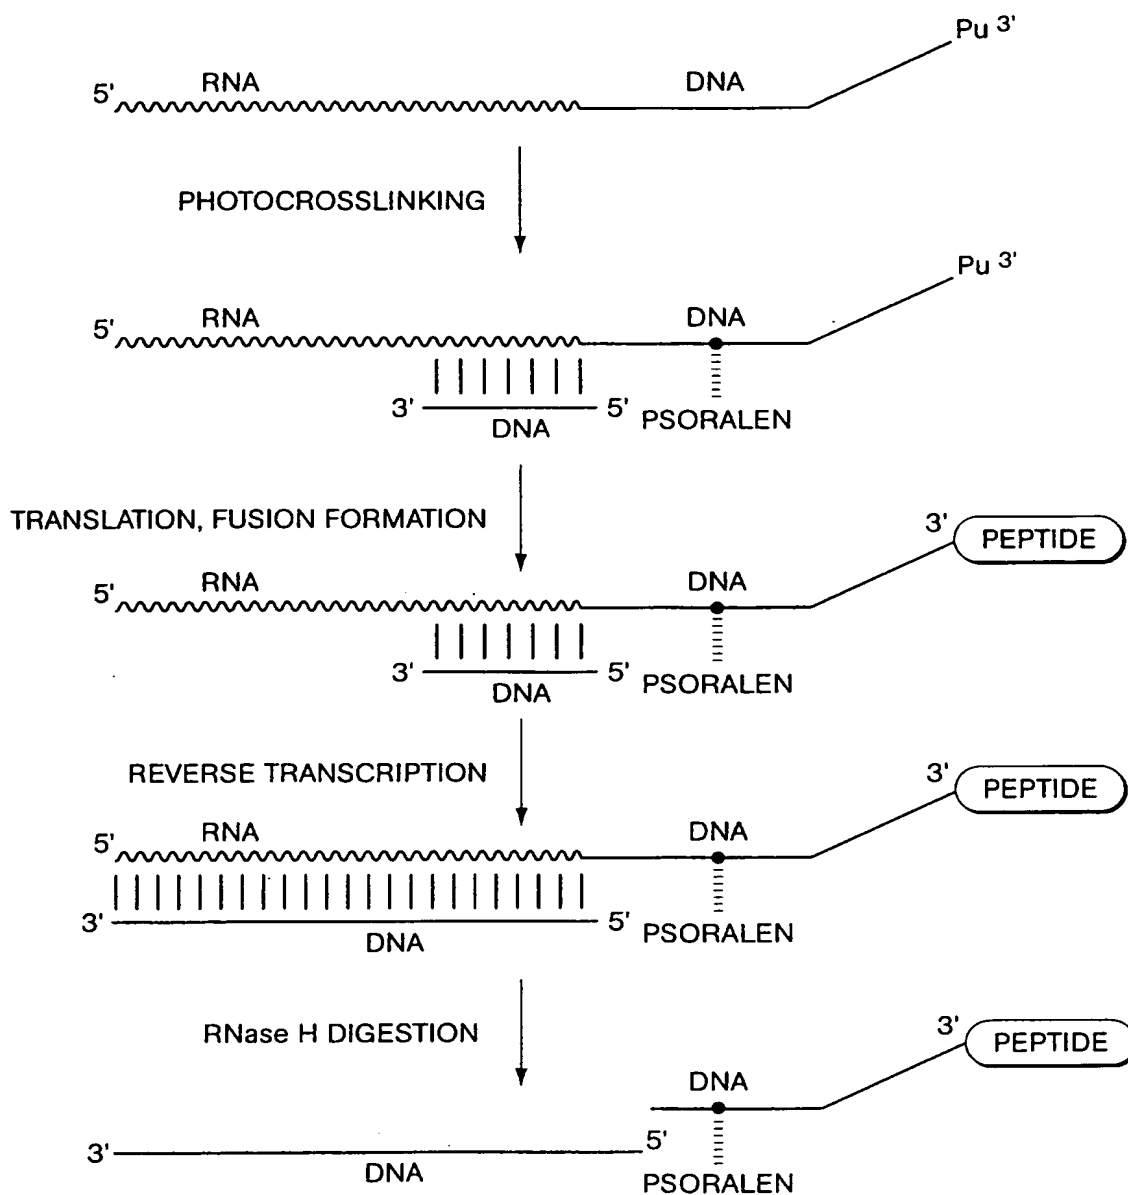 Pu 3'
5' RNA DNA
PHOTOCROSSLINKING
Pu 3'
5' RNA DNA
3' DNA 5' PSORALEN
TRANSLATION, FUSION FORMATION
3' PEPTIDE
5' RNA DNA
3' DNA 5' PSORALEN
REVERSE TRANSCRIPTION
3' PEPTIDE
5' RNA DNA
3' DNA 5' PSORALEN
RNase H DIGESTION
3' PEPTIDE
DNA
3' DNA 5' PSORALEN